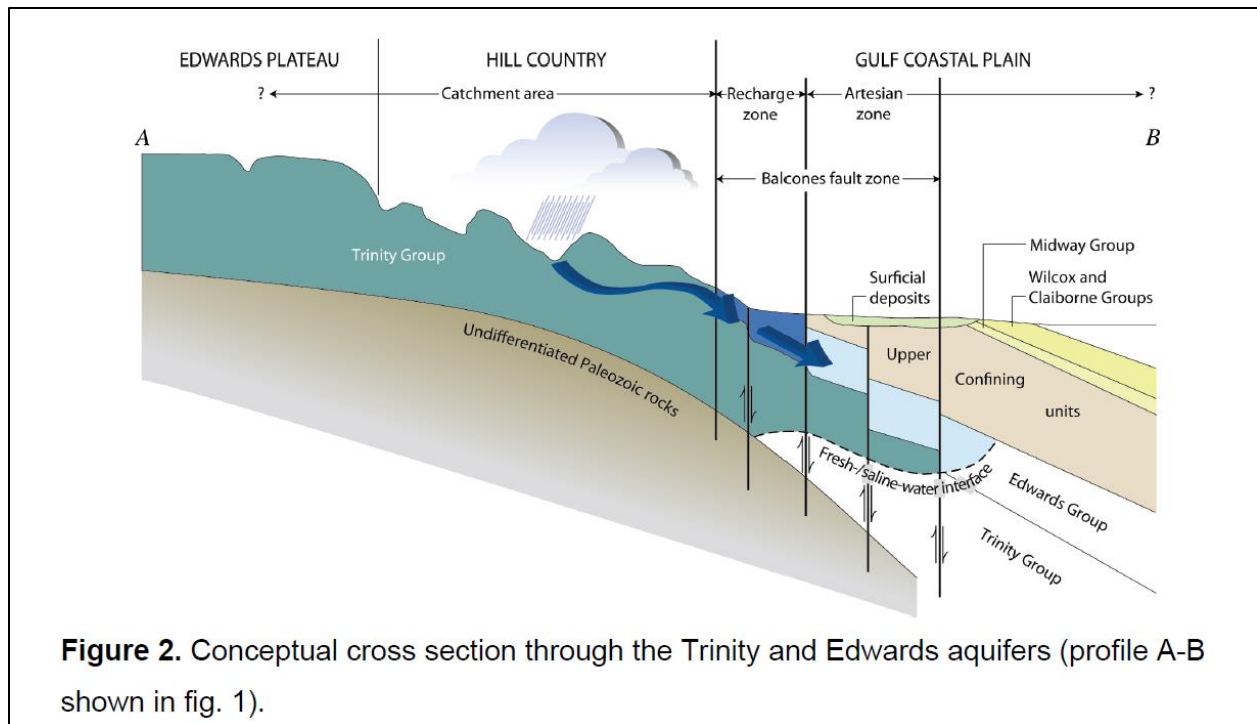 EDWARDS PLATEAU
HILL COUNTRY
GULF COASTAL PLAIN
?
Catchment area
Recharge
zone
Artesian
zone
?
A
B
Balcones fault zone
Trinity Group
Undifferentiated Paleozoic rocks
Surficial
deposits
Midway Group
Wilcox and
Claiborne Groups
Upper
Confining
units
Fresh-/saline-water interface
Edwards Group
Trinity Group
Figure 2. Conceptual cross section through the Trinity and Edwards aquifers (profile A-B
shown in fig. 1).